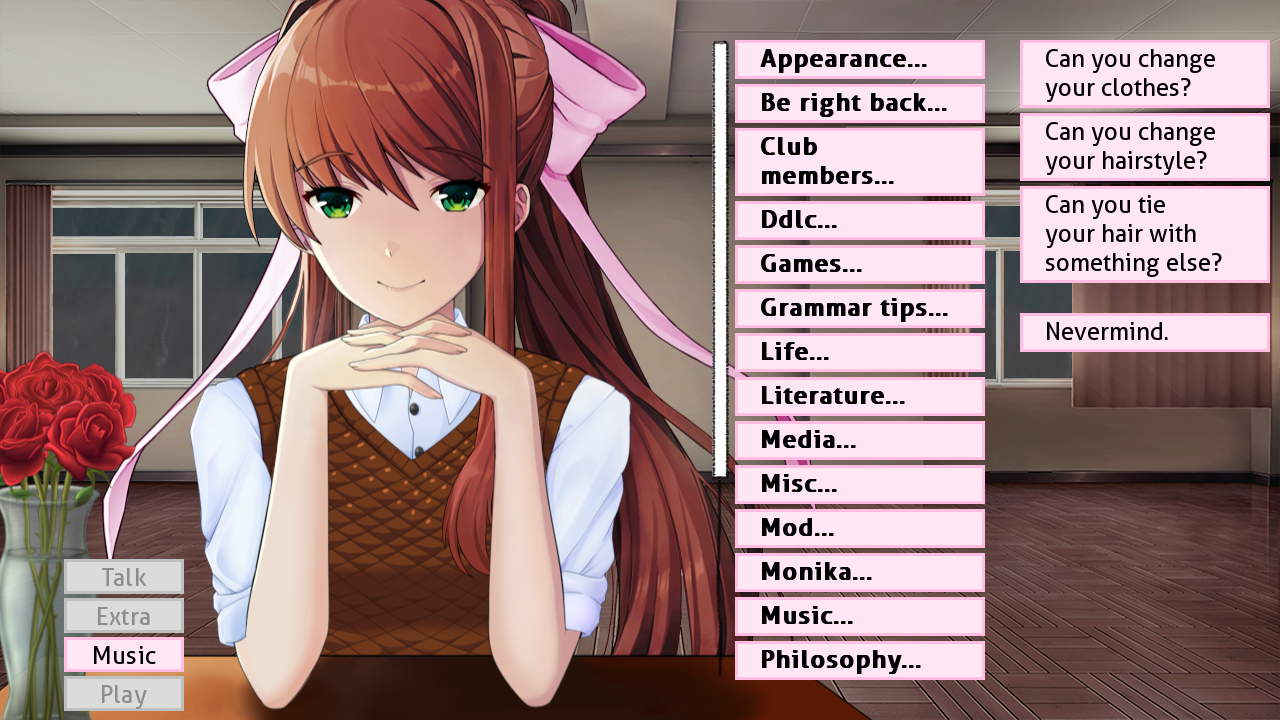 Appearance...
Be right back...
Club
members...
Ddlc...
Games...
Grammar tips...
Life...
Literature...
Media...
Misc...
Mod...
Monika...
Music...
Philosophy...
Can you change
your clothes?
Can you change
your hairstyle?
Can you tie
your hair with
something else?
Nevermind.
Talk
Extra
Music
Play